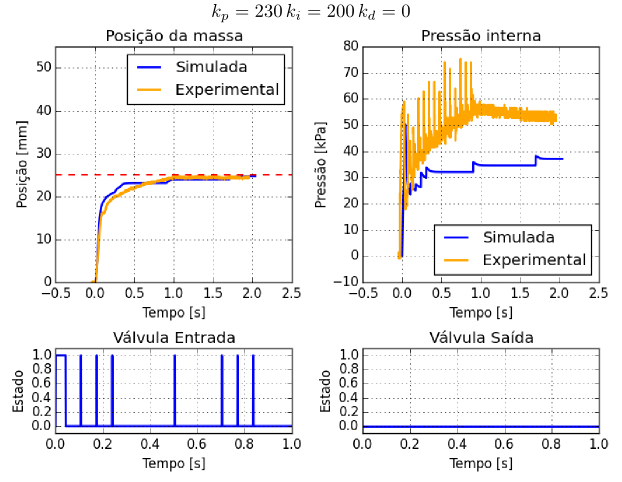 k_p = 230 k_i = 200 k_d = 0
Posição da massa
Posição [mm]
50
40
30
20
10
0
Simulada
Experimental
−0.5 0.0 0.5 1.0 1.5 2.0 2.5
Tempo [s]
Pressão interna
Pressão [kPa]
80
70
60
50
40
30
20
10
0
−10
Simulada
Experimental
−0.5 0.0 0.5 1.0 1.5 2.0 2.5
Tempo [s]
Válvula Entrada
Estado
1.0
0.8
0.6
0.4
0.2
0.0
0.0 0.2 0.4 0.6 0.8 1.0
Tempo [s]
Válvula Saída
Estado
1.0
0.8
0.6
0.4
0.2
0.0
0.0 0.2 0.4 0.6 0.8 1.0
Tempo [s]